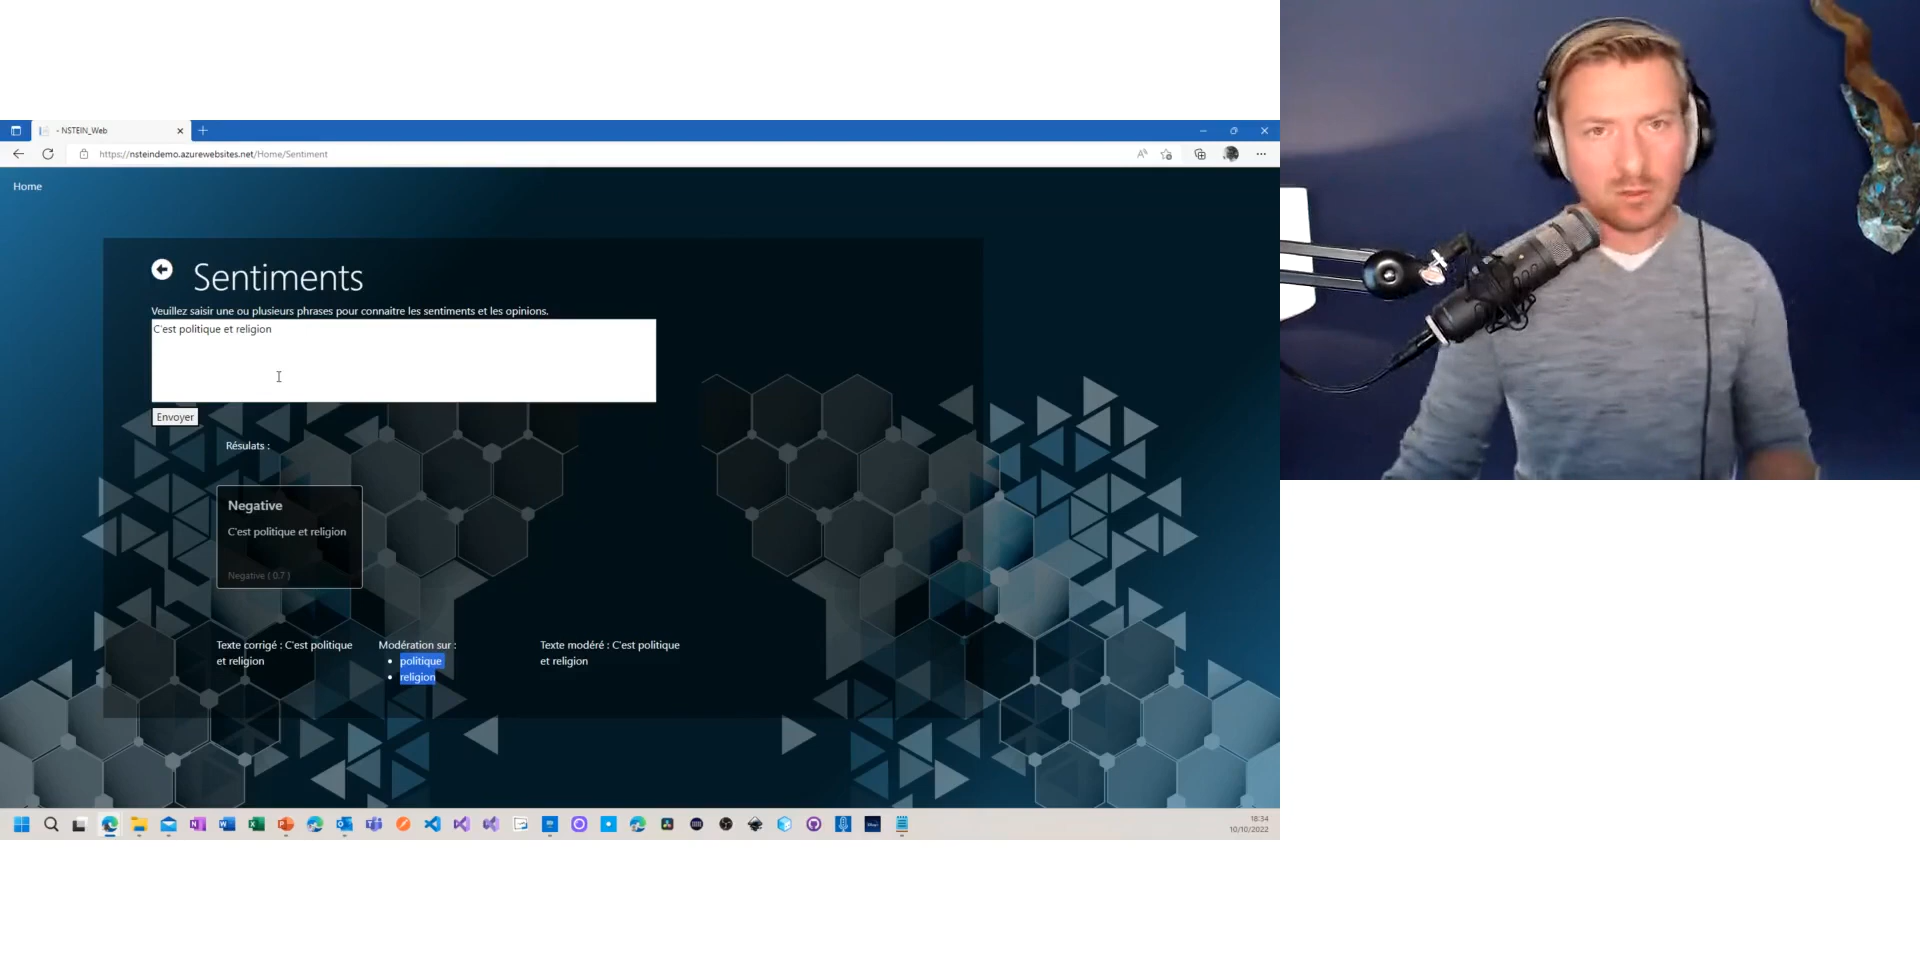 - NSTEIN_Web
https://nsteindemo.azurewebsites.net/Home/Sentiment
Home
Sentiments
Veuillez saisir une ou plusieurs phrases pour connaitre les sentiments et les opinions.
C'est politique et religion
Envoyer
Résulats :
Negative
C'est politique et religion
Negative ( 0.7 )
Texte corrigé : C'est politique
et religion
Modération sur :
politique
religion
Texte modéré : C'est politique
et religion
18:34
10/10/2022